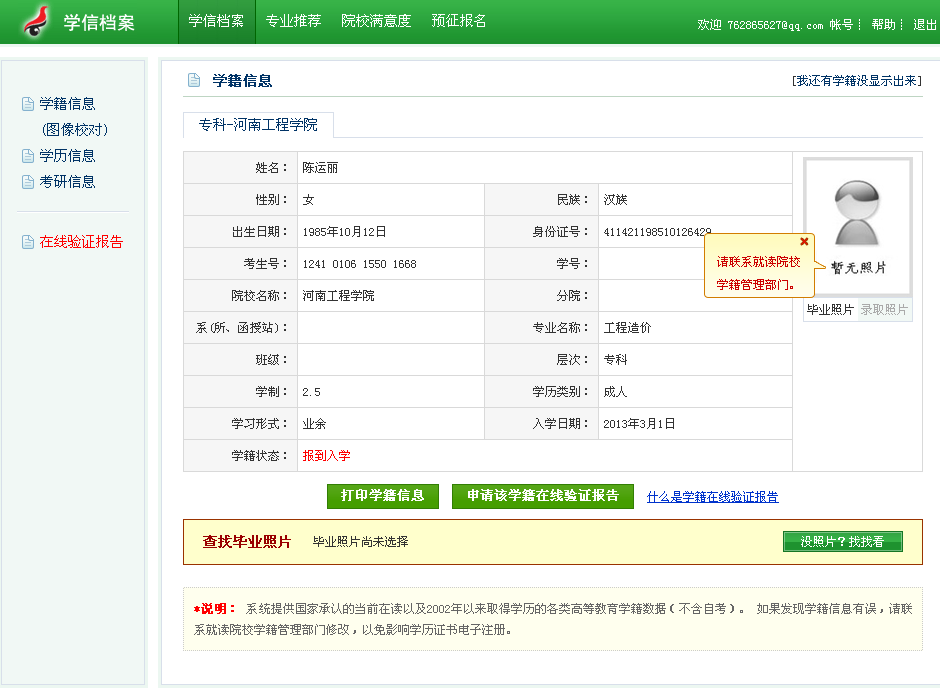 学信档案 学信档案 专业推荐 院校满意度 预征报名 欢迎 762865627@qq.com 帐号 帮助 退出
学籍信息 [我还有学籍没显示出来]
学籍信息
(图像校对)
学历信息
考研信息
在线验证报告
专科-河南工程学院
姓名： 陈运丽
性别： 女 民族： 汉族
出生日期： 1985年10月12日 身份证号： 411421198510126429
考生号： 1241 0106 1550 1668 学号：
院校名称： 河南工程学院 分院：
系(所、函授站)： 专业名称： 工程造价
班级： 层次： 专科
学制： 2.5 学历类别： 成人
学习形式： 业余 入学日期： 2013年3月1日
学籍状态： 报到入学
请联系就读院校
学籍管理部门。
暂无照片
毕业照片 录取照片
打印学籍信息 申请该学籍在线验证报告 什么是学籍在线验证报告
查找毕业照片 毕业照片尚未选择 没照片？找找看
*说明： 系统提供国家承认的当前在读以及2002年以来取得学历的各类高等教育学籍数据(不含自考)。 如果发现学籍信息有误，请联
系就读院校学籍管理部门修改，以免影响学历证书电子注册。